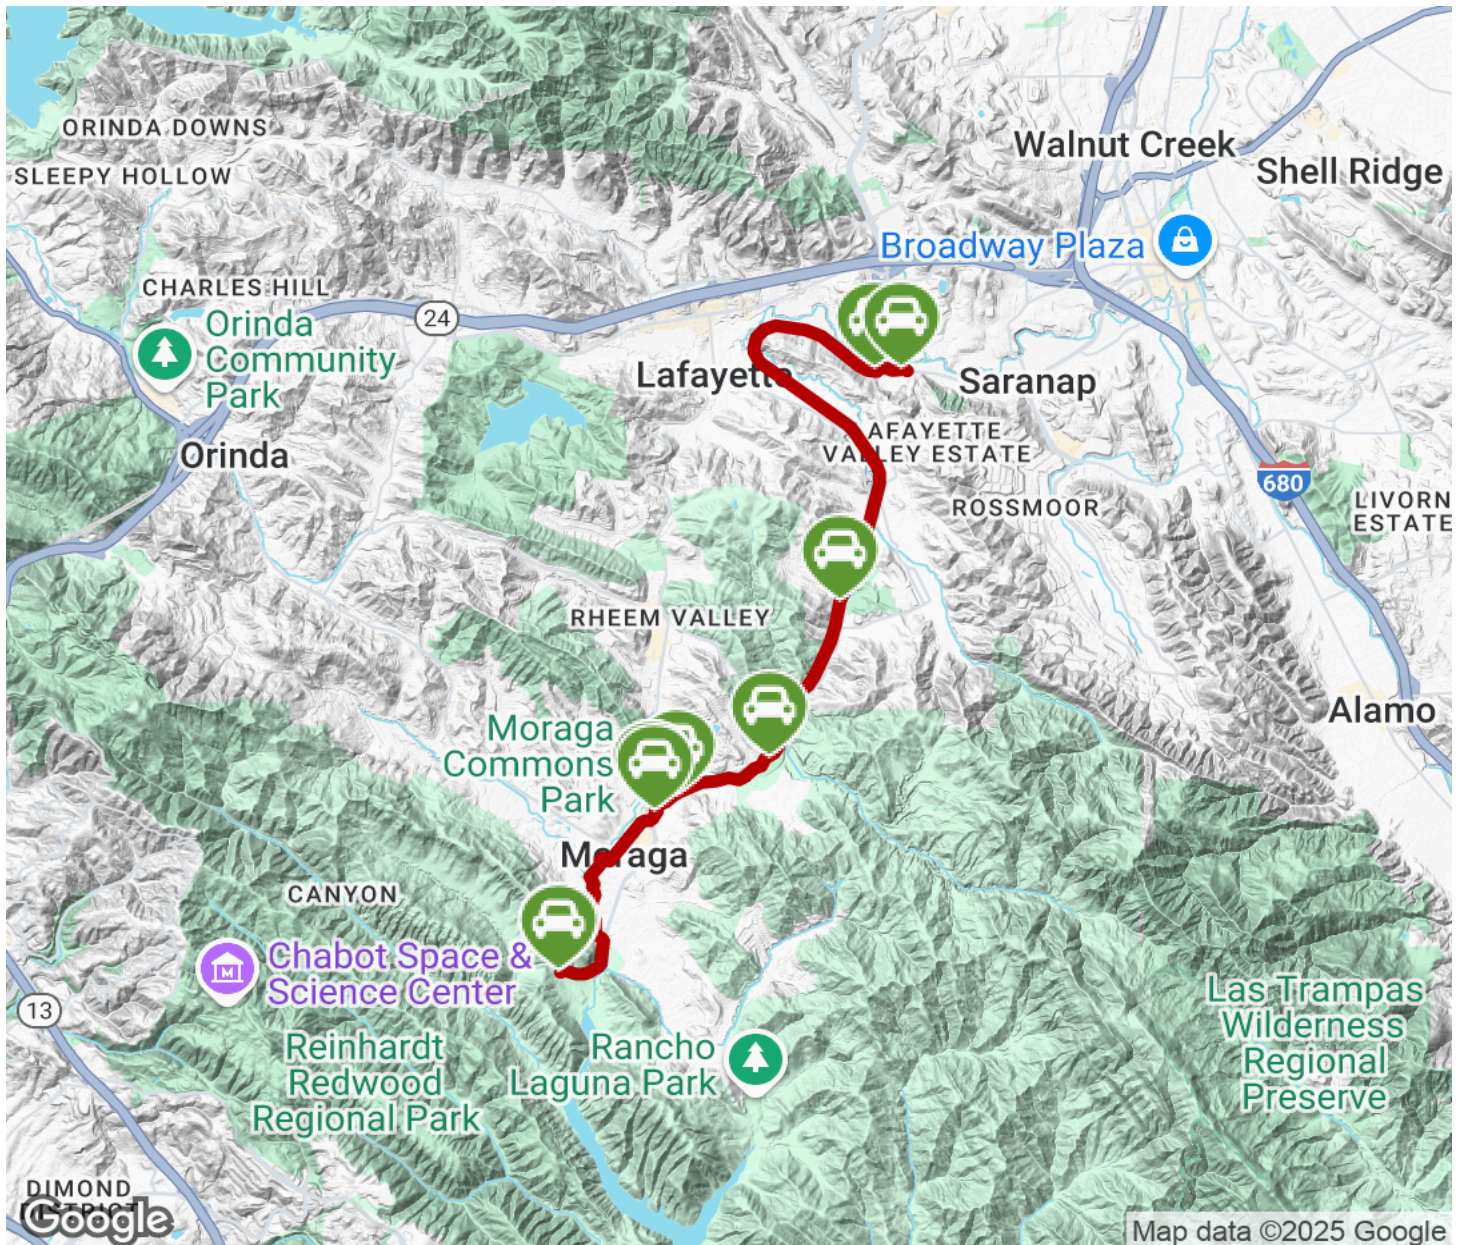 ORINDA DOWNS
SLEEPY HOLLOW
Walnut Creek
Shell Ridge
Broadway Plaza
CHARLES HILL
24
Orinda
Community
Park
Lafayette
Saranap
AFAYETTE
VALLEY ESTATE
Orinda
680
LIVORN
ESTATE
ROSSMOOR
RHEEM VALLEY
Alamo
Moraga
Commons
Park
Moraga
CANYON
Chabot Space &
Science Center
M
13
Las Trampas
Wilderness
Regional
Preserve
Reinhardt
Redwood
Regional Park
Rancho
Laguna Park
DIMOND
DISTRICT
Google
Map data ©2025 Google